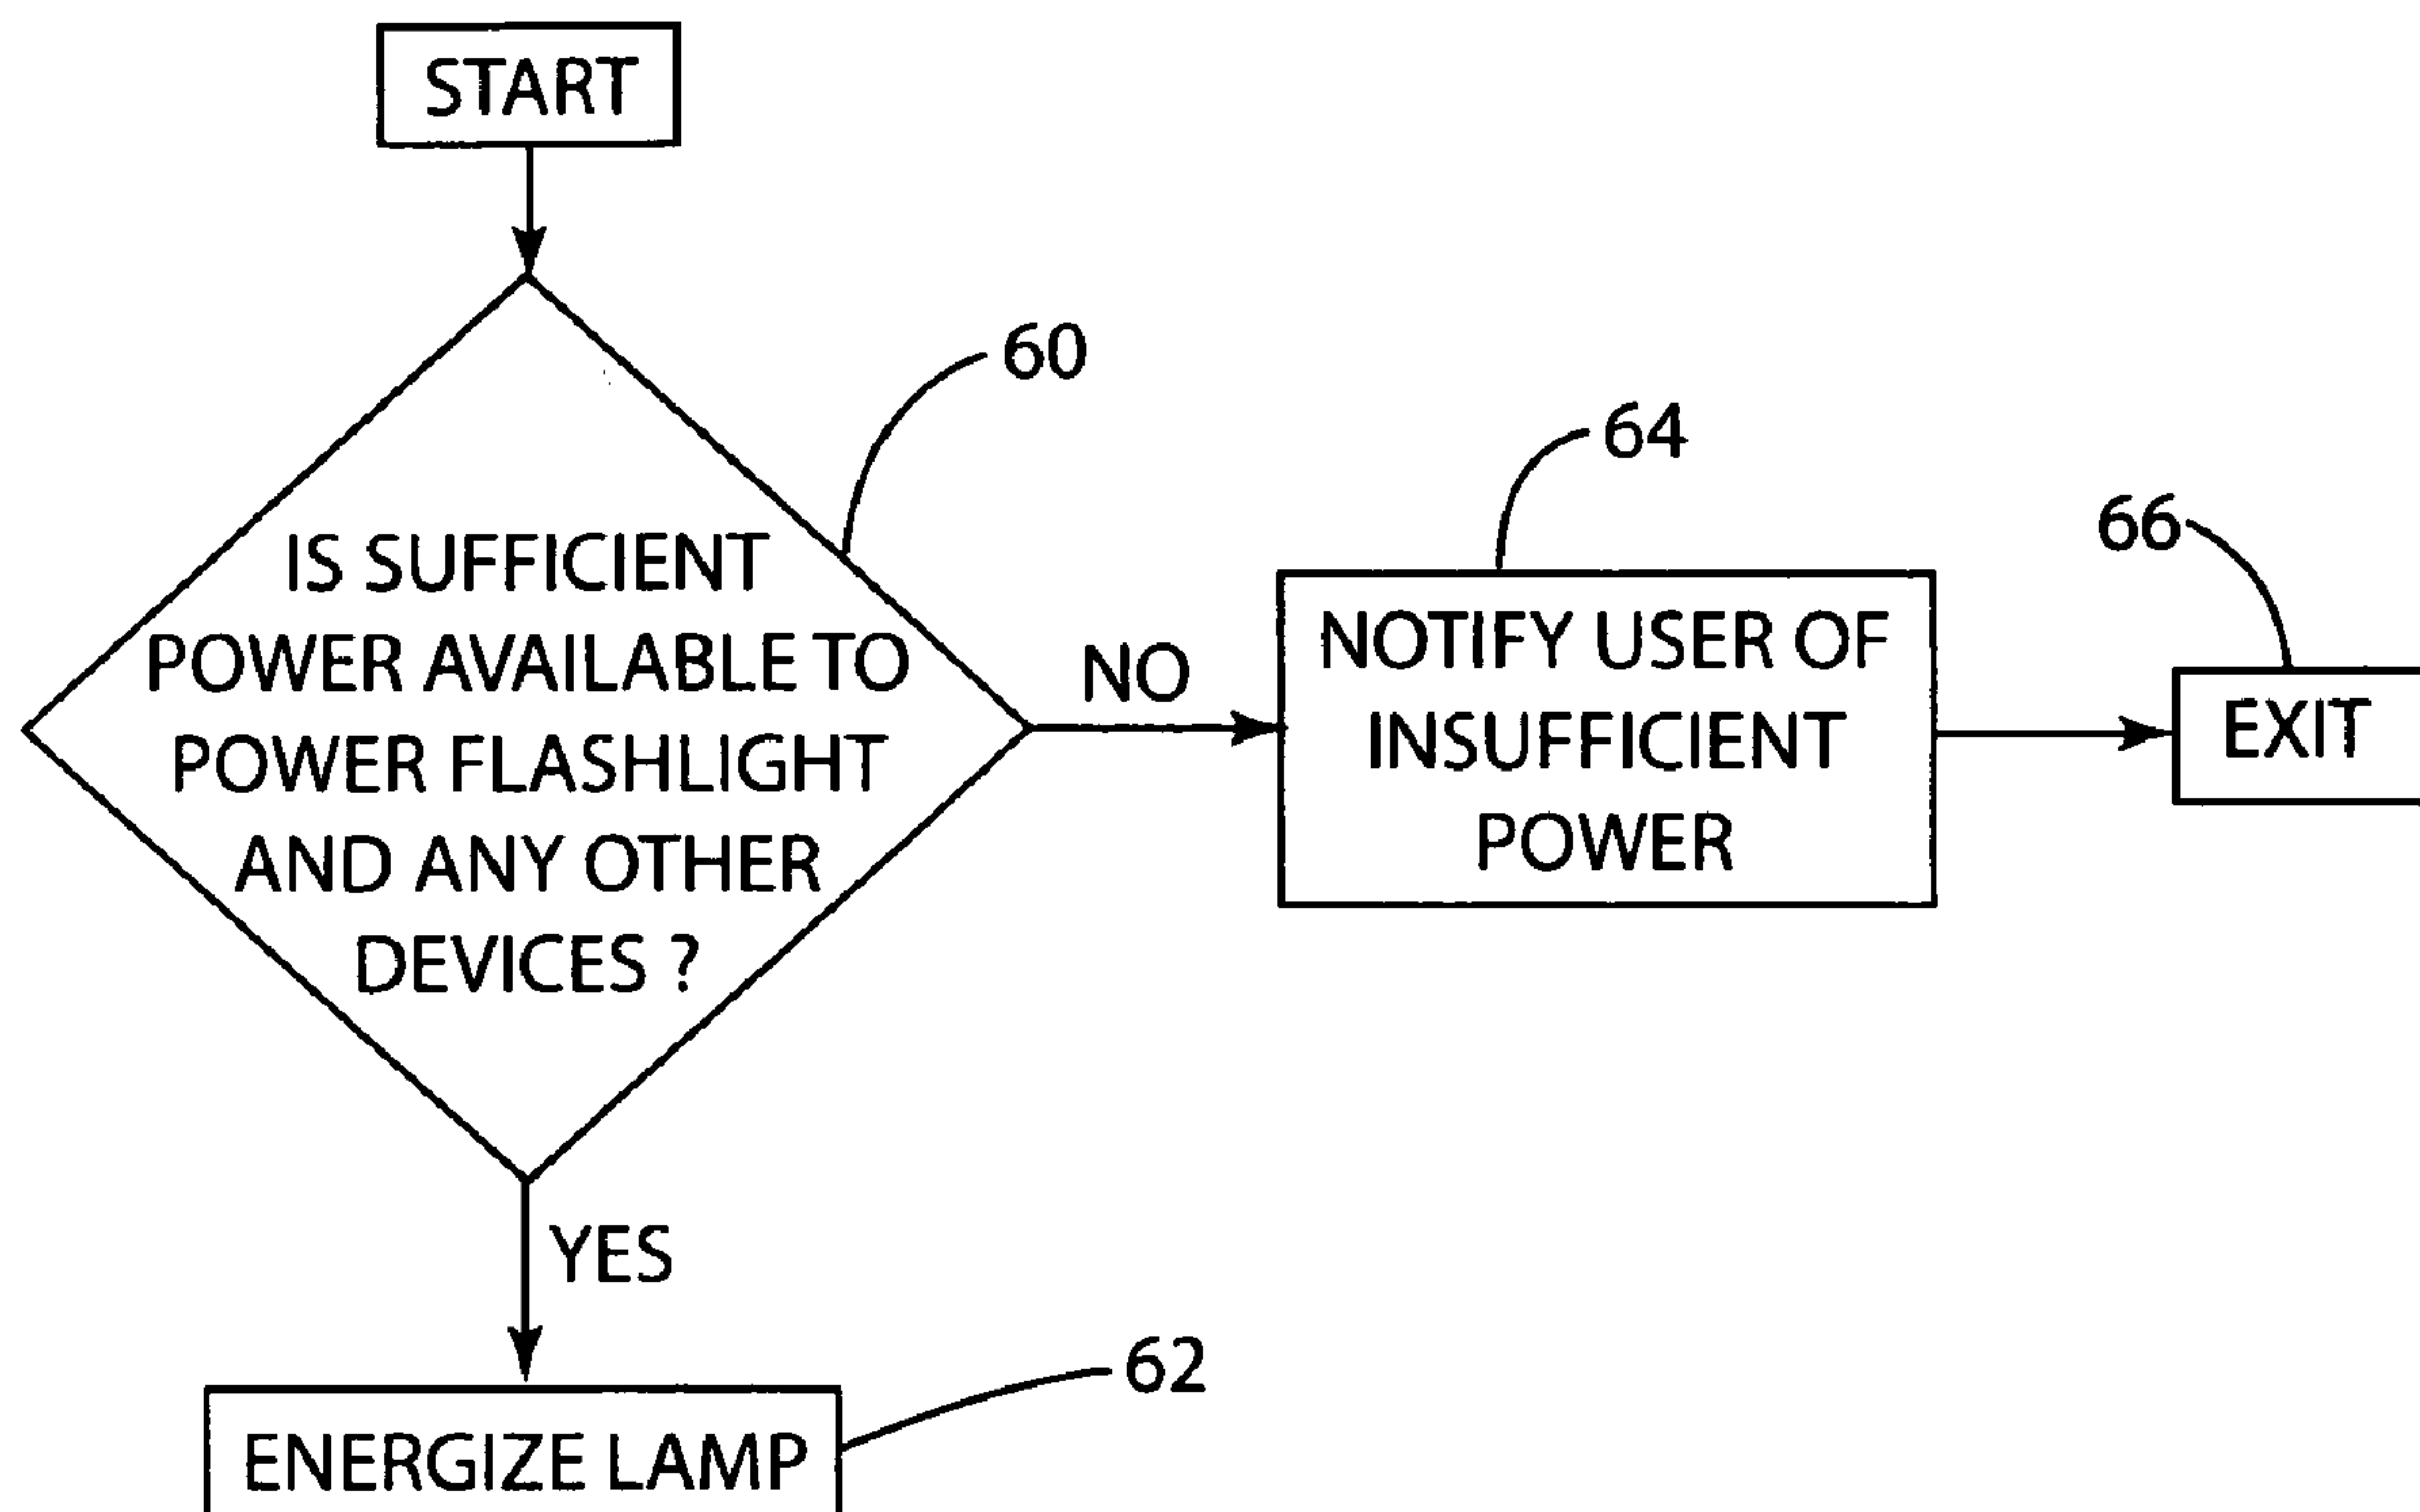 START
60
IS SUFFICIENT
POWER AVAILABLE TO
POWER FLASHLIGHT
AND ANY OTHER
DEVICES ?
NO
64
NOTIFY USER OF
INSUFFICIENT
POWER
66
EXIT
YES
62
ENERGIZE LAMP